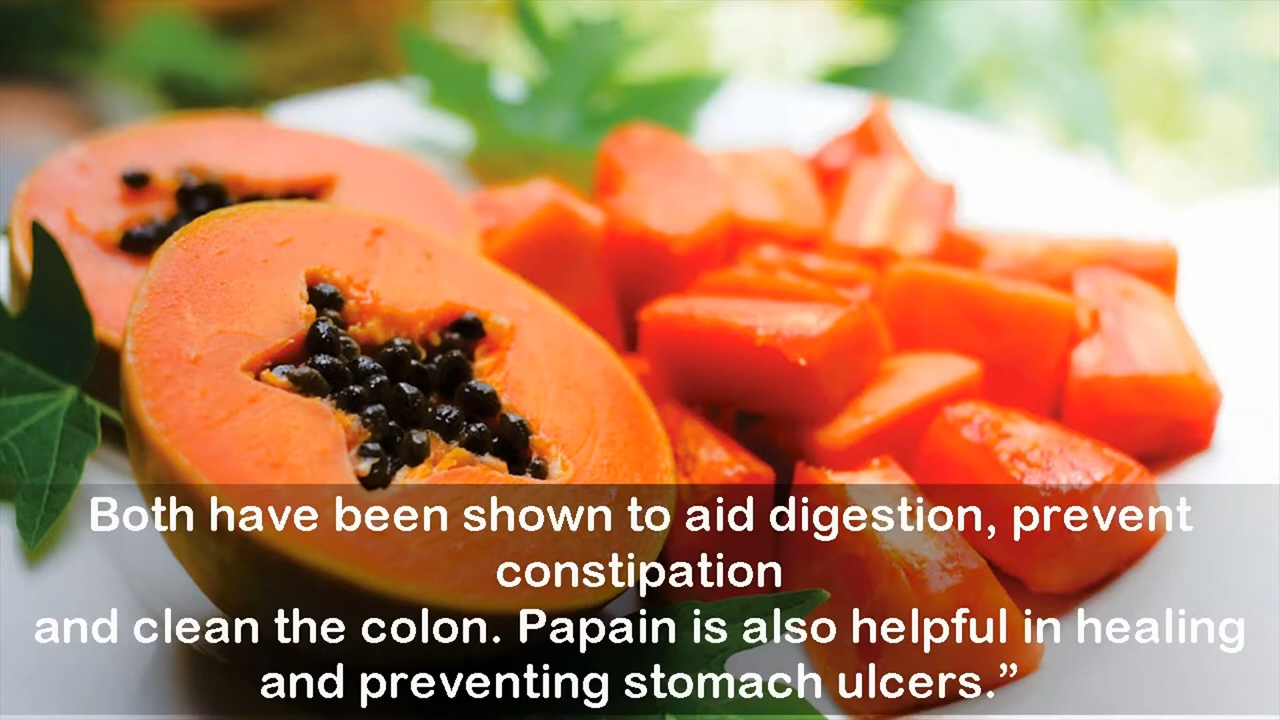 Both have been shown to aid digestion, prevent
constipation
and clean the colon. Papain is also helpful in healing
and preventing stomach ulcers.”